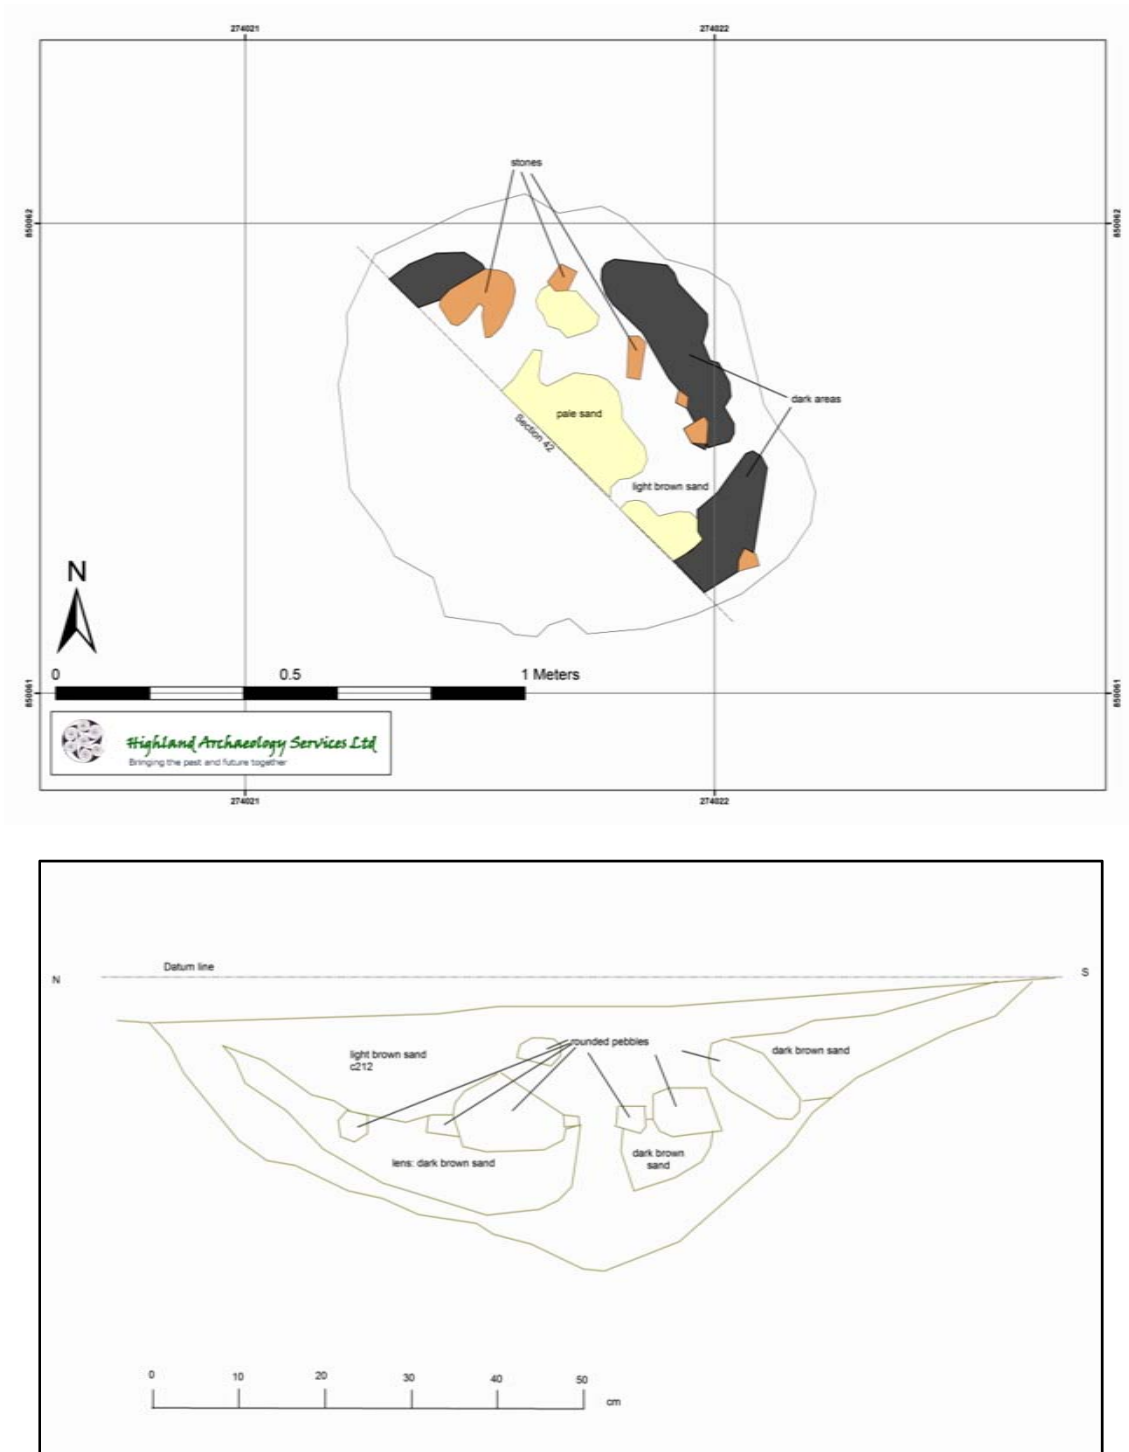 274021
274022
stones
850062
850062
dark areas
pale sand
Section 42
light brown sand
N
0
0.5
1 Meters
850061
850061
Highland Archaeology Services Ltd
Bringing the past and future together
274021
274022
Datum line
N
S
light brown sand
c212
rounded pebbles
dark brown sand
lens: dark brown sand
dark brown
sand
0
10
20
30
40
50
cm